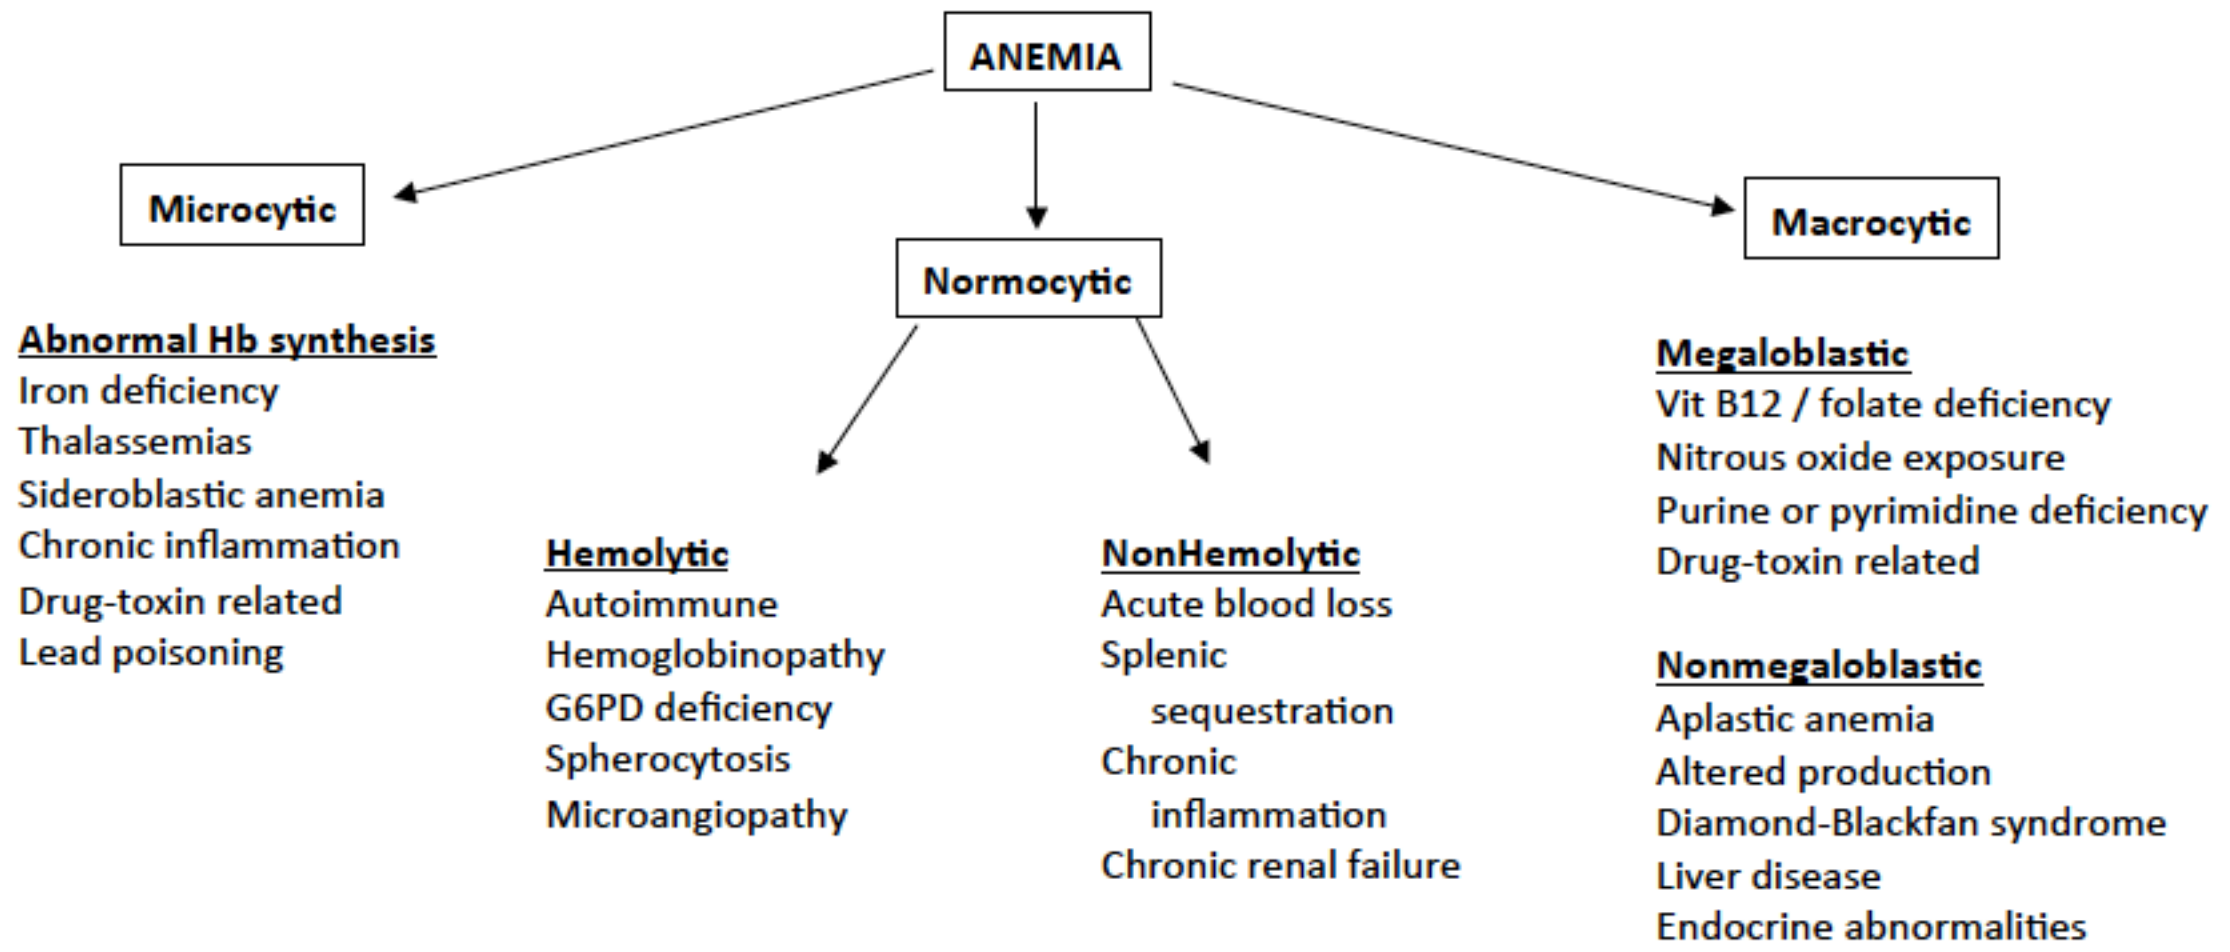 ANEMIA
Microcytic
Normocytic
Macrocytic
Abnormal Hb synthesis
Iron deficiency
Thalassemias
Sideroblastic anemia
Chronic inflammation
Drug-toxin related
Lead poisoning
Hemolytic
Autoimmune
Hemoglobinopathy
G6PD deficiency
Spherocytosis
Microangiopathy
NonHemolytic
Acute blood loss
Splenic
sequestration
Chronic
inflammation
Chronic renal failure
Megaloblastic
Vit B12 / folate deficiency
Nitrous oxide exposure
Purine or pyrimidine deficiency
Drug-toxin related
Nonmegaloblastic
Aplastic anemia
Altered production
Diamond-Blackfan syndrome
Liver disease
Endocrine abnormalities